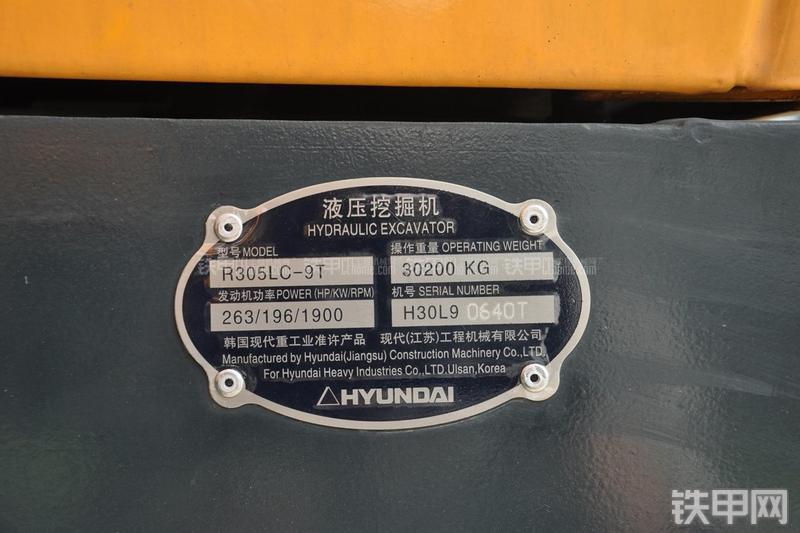 液压挖掘机
HYDRAULIC EXCAVATOR
型号 MODEL
操作重量 OPERATING WEIGHT
R305LC-9T
30200 KG
发动机功率 POWER (HP/KW/RPM)
机号 SERIAL NUMBER
263/196/1900
H30L9 0640T
韩国现代重工业准许产品 现代(江苏)工程机械有限公司
Manufactured by Hyundai(Jiangsu) Construction Machinery Co.,LTD.
For Hyundai Heavy Industries Co.,LTD.Ulsan,Korea
HYUNDAI
铁甲网